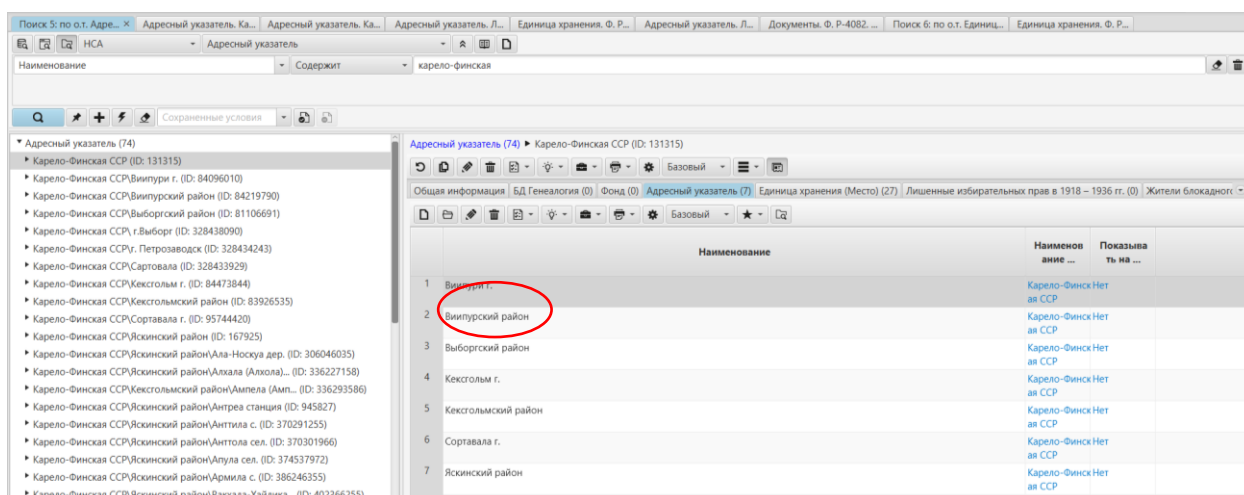 Поиск 5: по о.т. Адре... × Адресный указатель. Ка... Адресный указатель. Ка... Адресный указатель. Л... Единица хранения. Ф. Р... Адресный указатель. Л... Документы. Ф. Р-4082. ... Поиск 6: по о.т. Единиц... Единица хранения. Ф. Р...
НСА Адресный указатель
Наименование Содержит карело-финская
Сохраненные условия
Адресный указатель (74)
Карело-Финская ССР (ID: 131315)
Карело-Финская ССР\Виипури г. (ID: 84096010)
Карело-Финская ССР\Виипурский район (ID: 84219790)
Карело-Финская ССР\Выборгский район (ID: 81106691)
Карело-Финская ССР\ г.Выборг (ID: 328438090)
Карело-Финская ССР\г. Петрозаводск (ID: 328434243)
Карело-Финская ССР\Сартовала (ID: 328433929)
Карело-Финская ССР\Кексгольм г. (ID: 84473844)
Карело-Финская ССР\Кексгольмский район (ID: 83926535)
Карело-Финская ССР\Сортавала г. (ID: 95744420)
Карело-Финская ССР\Яскинский район (ID: 167925)
Карело-Финская ССР\Яскинский район\Ала-Носкуа дер. (ID: 306046035)
Карело-Финская ССР\Яскинский район\Алхала (Алхола)... (ID: 336227158)
Карело-Финская ССР\Кексгольмский район\Ампела (Амп... (ID: 336293586)
Карело-Финская ССР\Яскинский район\Антреа станция (ID: 945827)
Карело-Финская ССР\Яскинский район\Анттила с. (ID: 370291255)
Карело-Финская ССР\Яскинский район\Анттола сел. (ID: 370301966)
Карело-Финская ССР\Яскинский район\Апула сел. (ID: 374537972)
Карело-Финская ССР\Яскинский район\Армила с. (ID: 386246355)
Адресный указатель (74) Карело-Финская ССР (ID: 131315)
Базовый
Общая информация БД Генеалогия (0) Фонд (0) Адресный указатель (7) Единица хранения (Место) (27) Лишенные избирательных прав в 1918 – 1936 гг. (0) Жители блокадного
Базовый
Наименование Наименов Показыва
ание ... ть на ...
1 Виипури г. Карело-Финск Нет
ая ССР
2 Виипурский район Карело-Финск Нет
ая ССР
3 Выборгский район Карело-Финск Нет
ая ССР
4 Кексгольм г. Карело-Финск Нет
ая ССР
5 Кексгольмский район Карело-Финск Нет
ая ССР
6 Сортавала г. Карело-Финск Нет
ая ССР
7 Яскинский район Карело-Финск Нет
ая ССР